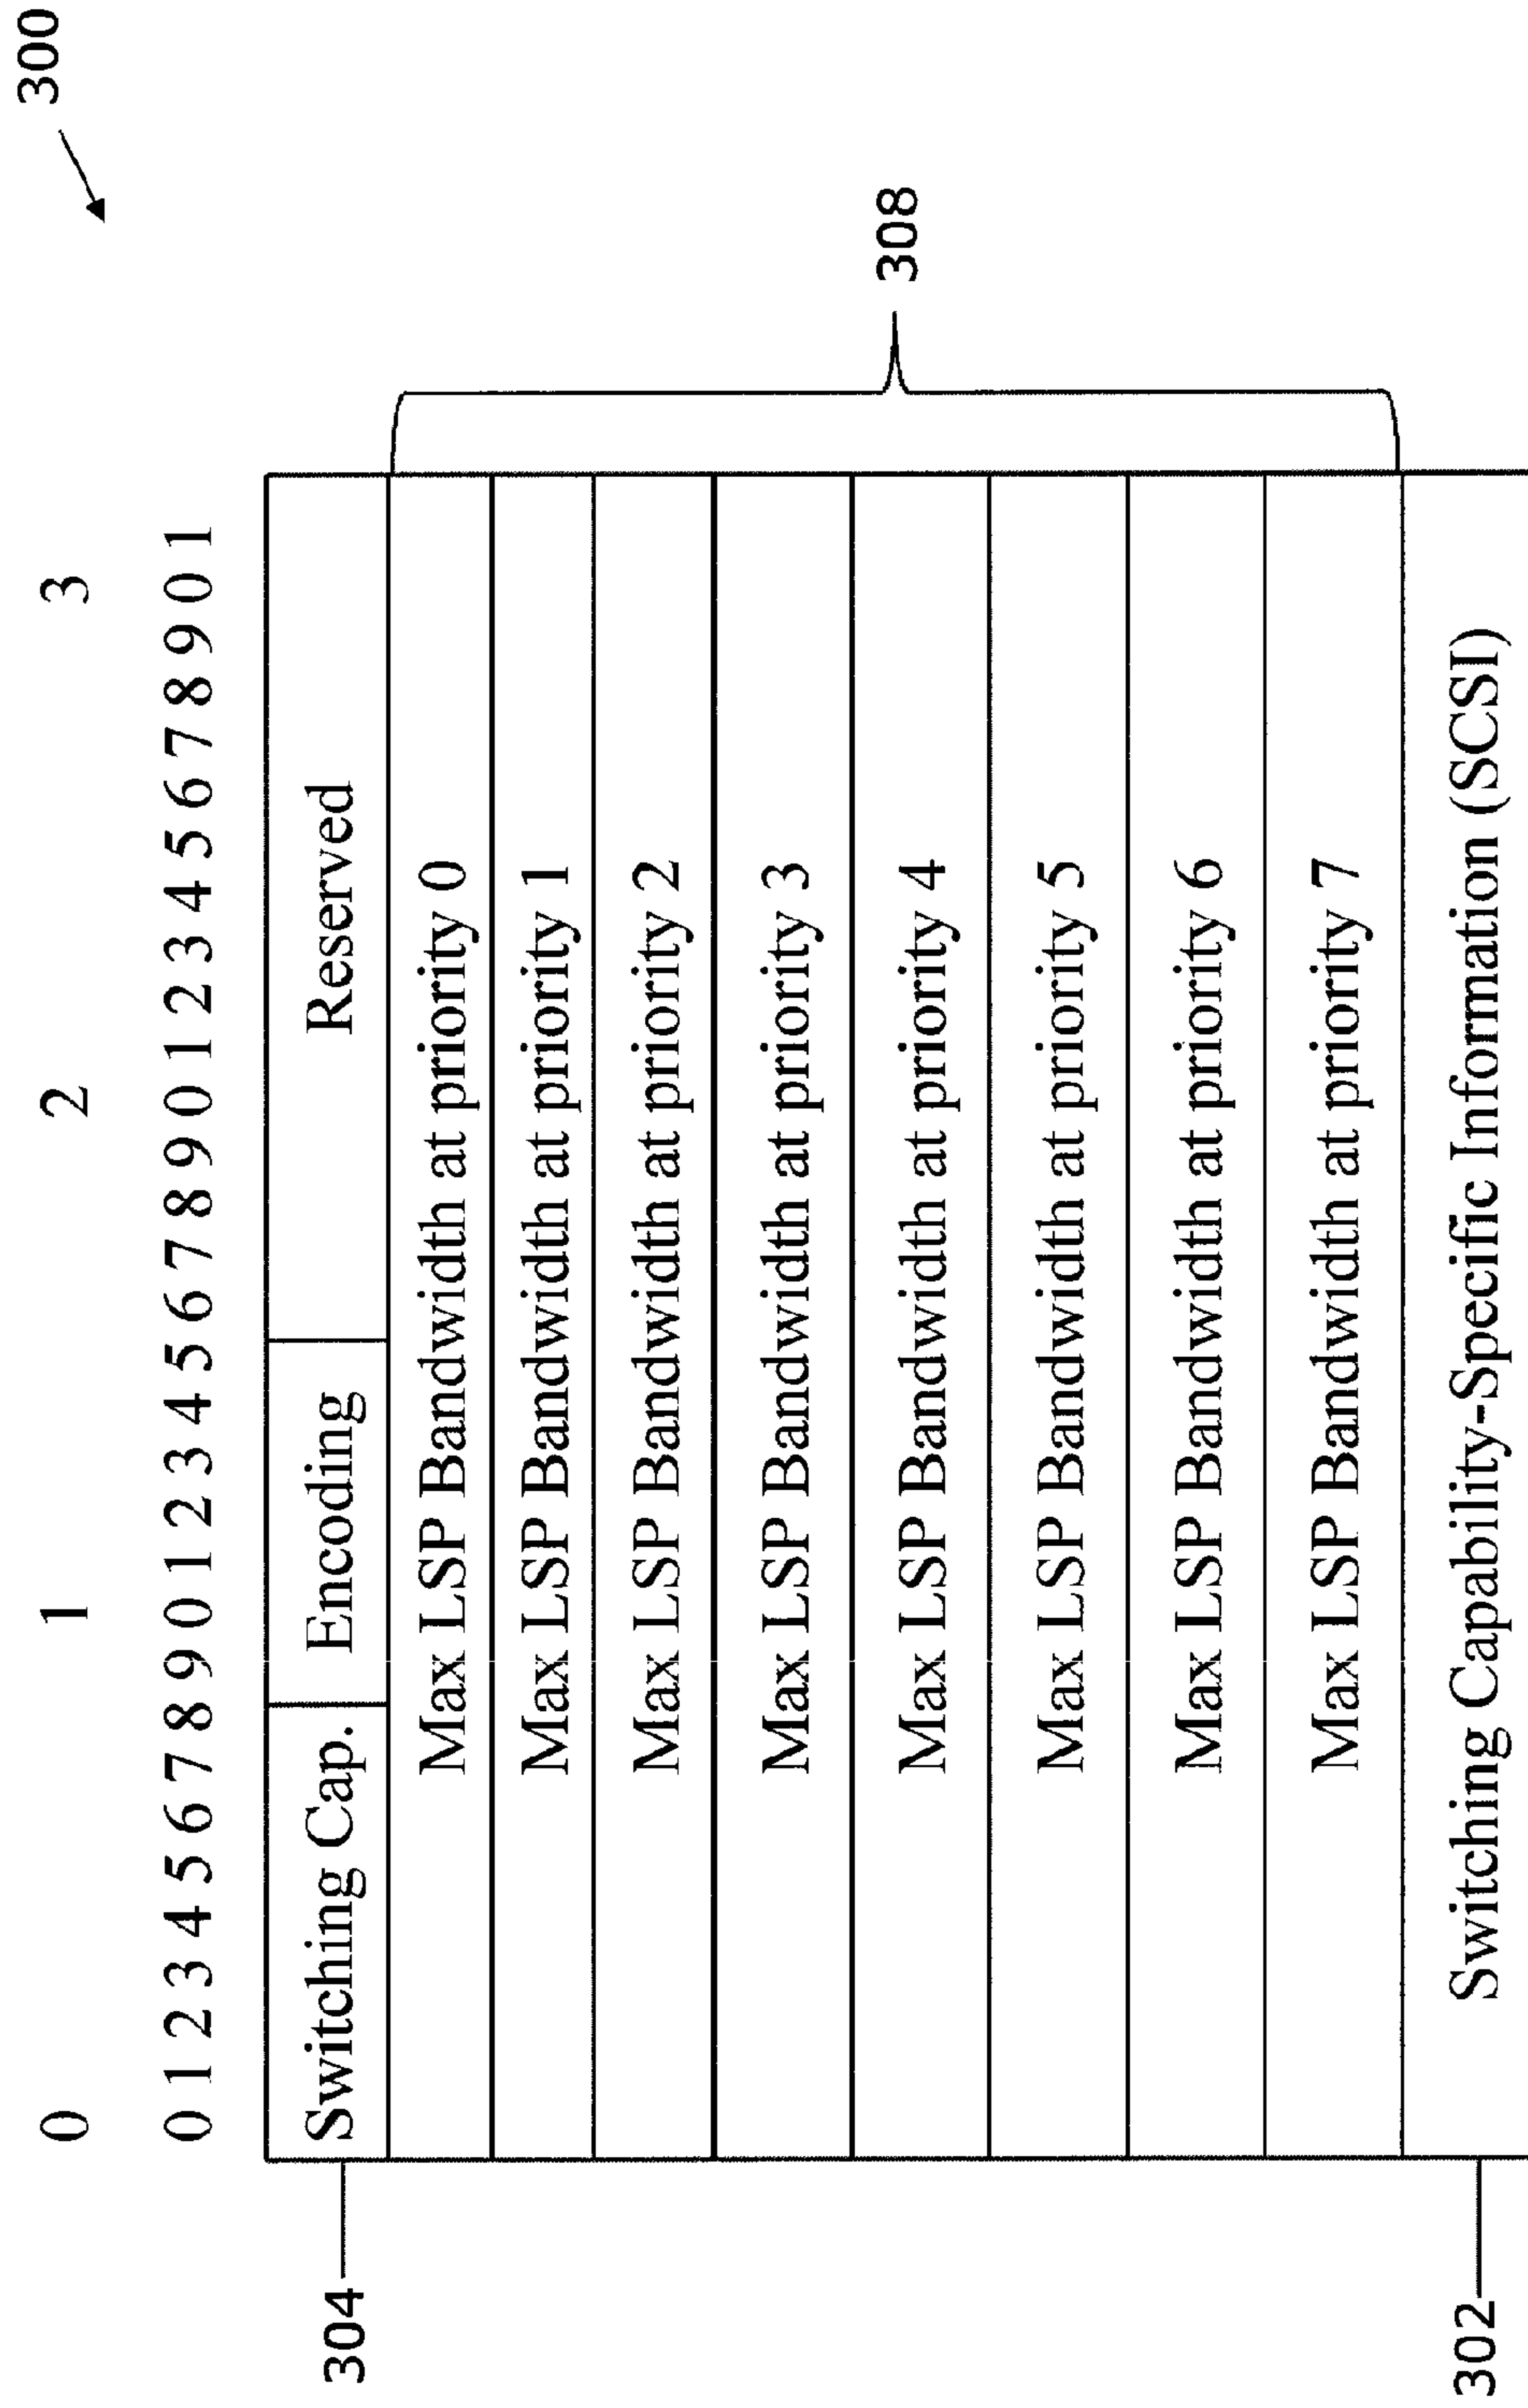 300
0 1 2 3
0 1 2 3 4 5 6 7 8 9 0 1 2 3 4 5 6 7 8 9 0 1 2 3 4 5 6 7 8 9 0 1
304 Switching Cap. Encoding Reserved
Max LSP Bandwidth at priority 0
Max LSP Bandwidth at priority 1
Max LSP Bandwidth at priority 2
Max LSP Bandwidth at priority 3
308
Max LSP Bandwidth at priority 4
Max LSP Bandwidth at priority 5
Max LSP Bandwidth at priority 6
Max LSP Bandwidth at priority 7
302 Switching Capability-Specific Information (SCSI)